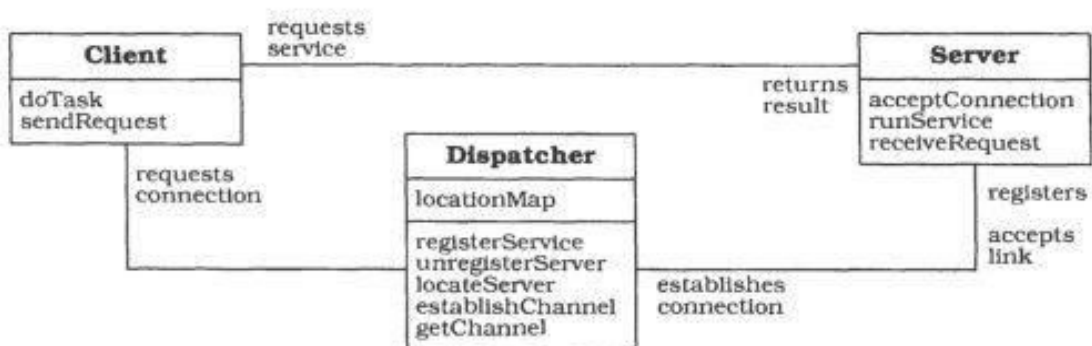 requests
service
Client
doTask
sendRequest
Server
acceptConnection
runService
receiveRequest
returns
result
requests
connection
Dispatcher
locationMap
registerService
unregisterServer
locateServer
establishChannel
getChannel
registers
accepts
link
establishes
connection